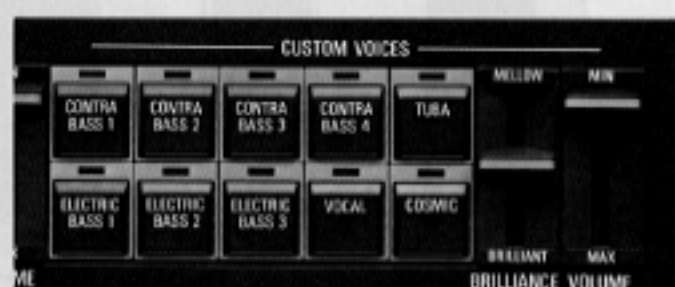 CUSTOM VOICES
MELLOW MIN
CONTRA BASS 1
CONTRA BASS 2
CONTRA BASS 3
CONTRA BASS 4
TUBA
ELECTRIC BASS 1
ELECTRIC BASS 2
ELECTRIC BASS 3
VOCAL
COSMIC
BRILLIANT MAX
ME BRILLIANCE VOLUME